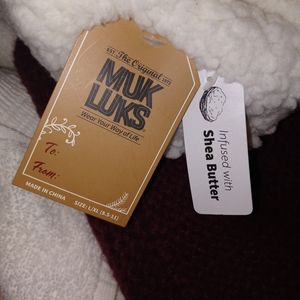 EST. The Original 1972
MUK
LUKS
Wear Your Way of Life
To:
From:
MADE IN CHINA
SIZE: L/XL (8.5-11)
Infused with
Shea Butter